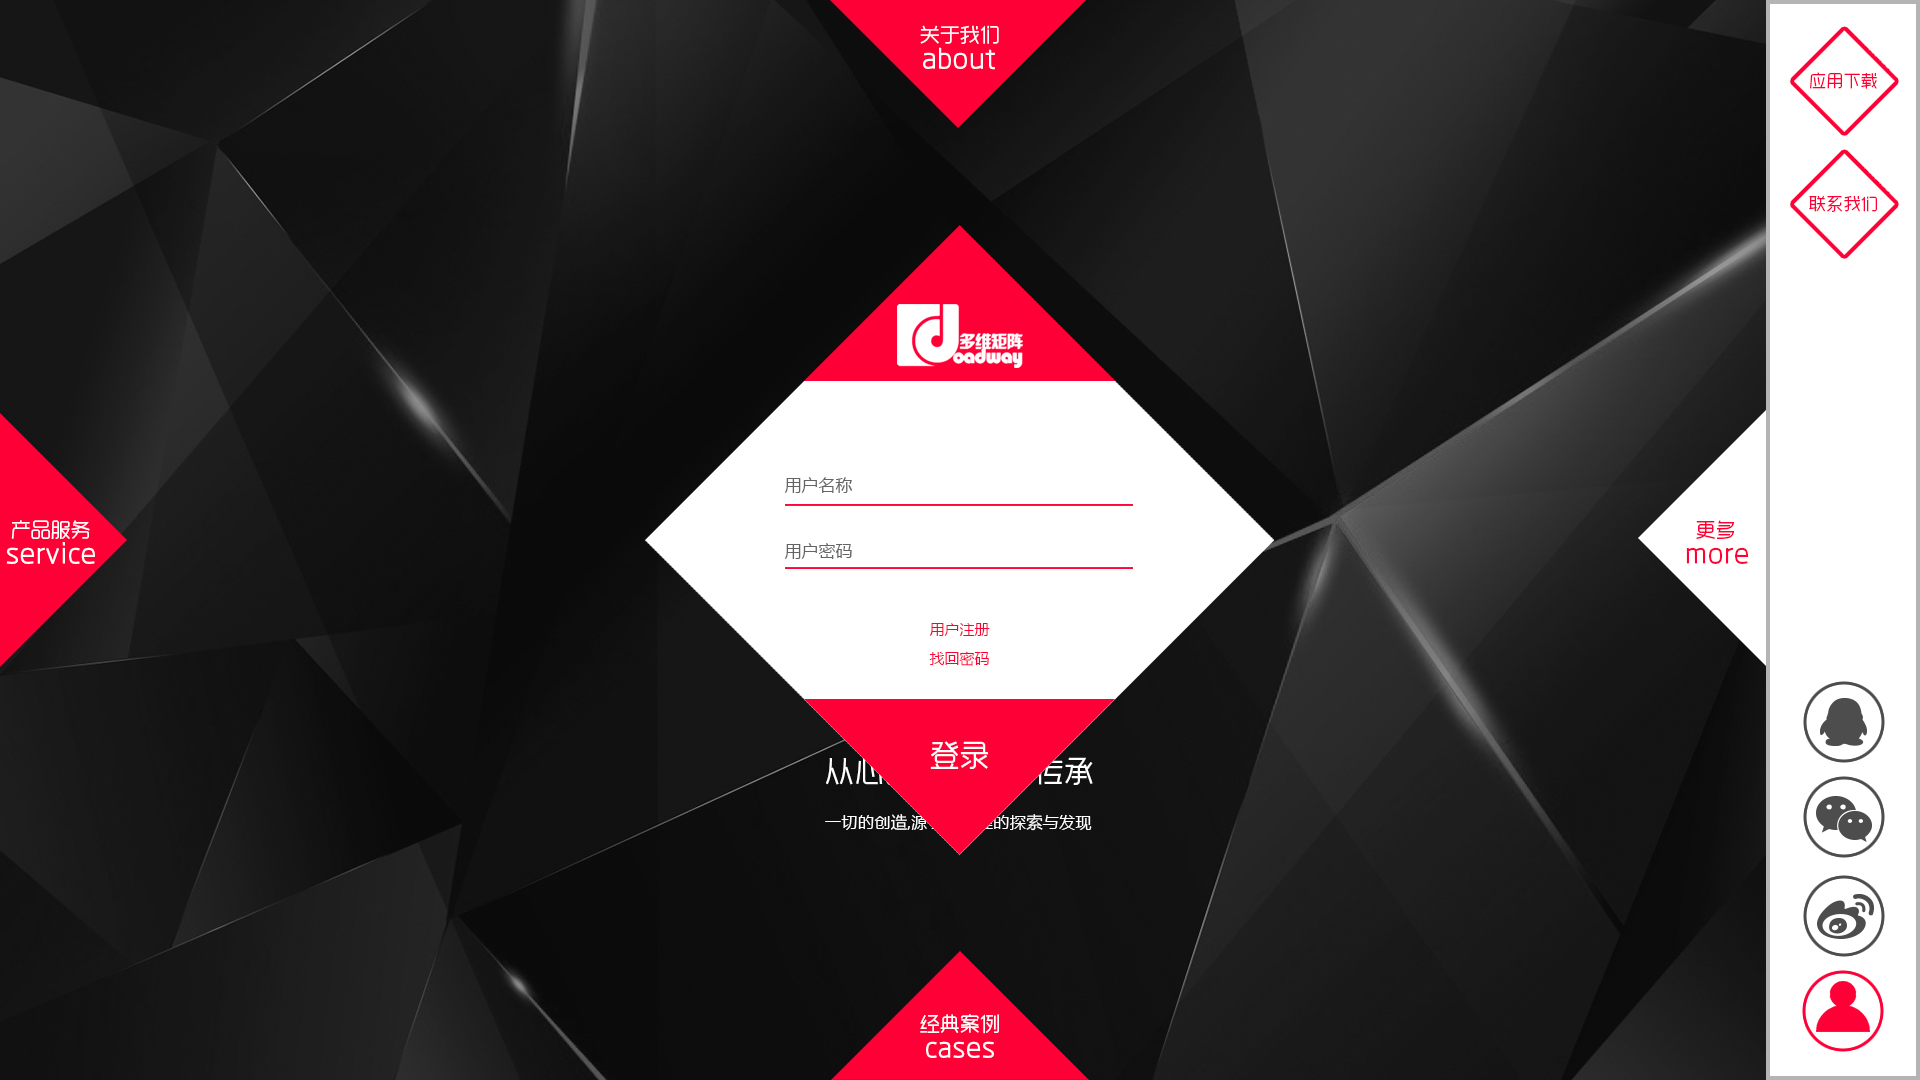 关于我们
about
应用下载
联系我们
多维矩阵
oadway
用户名称
产品服务
service
更多
more
用户密码
用户注册
找回密码
登录
从心
传承
一切的创造,源
的探索与发现
经典案例
cases